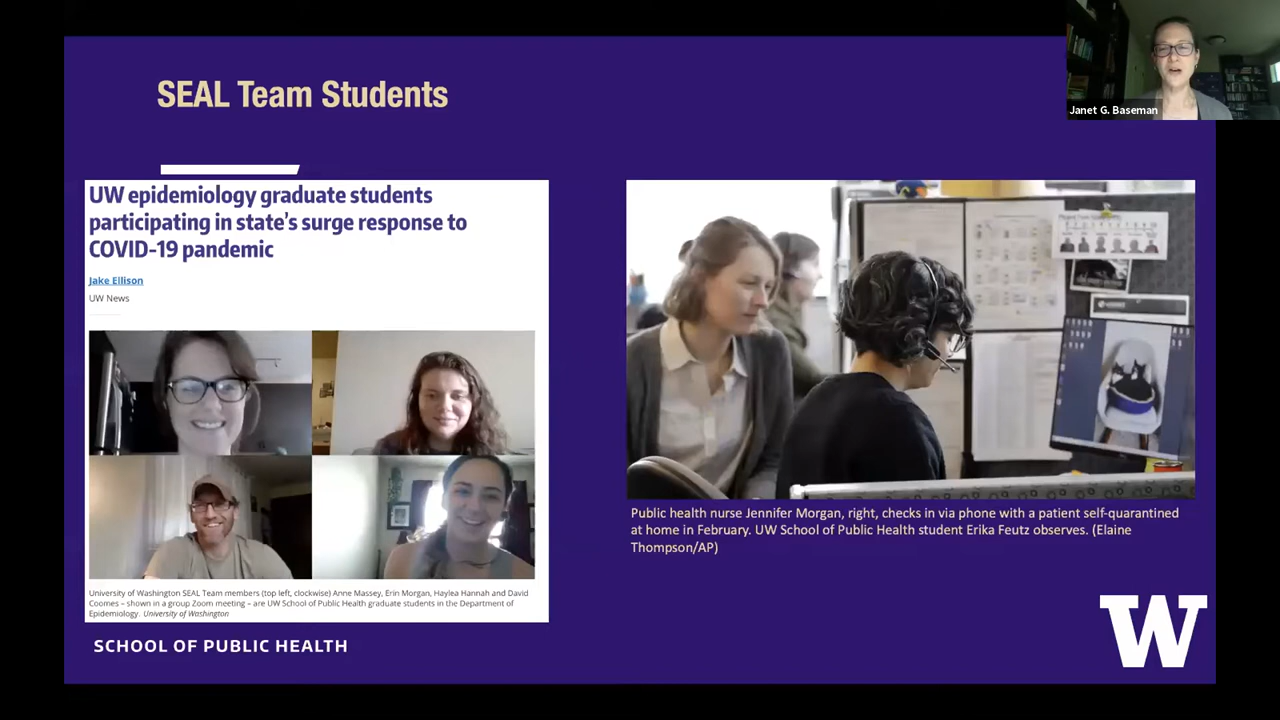 SEAL Team Students
Janet G. Baseman
UW epidemiology graduate students
participating in state's surge response to
COVID-19 pandemic
Jake Ellison
UW News
University of Washington SEAL Team members (top left, clockwise) Anne Massey, Erin Morgan, Haylea Hannah and David
Coomes – shown in a group Zoom meeting – are UW School of Public Health graduate students in the Department of
Epidemiology. University of Washington
Public health nurse Jennifer Morgan, right, checks in via phone with a patient self-quarantined
at home in February. UW School of Public Health student Erika Feutz observes. (Elaine
Thompson/AP)
SCHOOL OF PUBLIC HEALTH
W